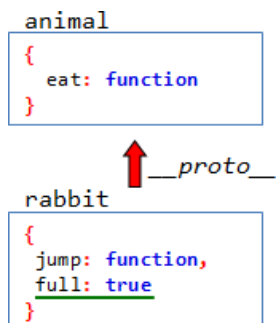 animal
{
eat: function
}
__proto__
rabbit
{
jump: function,
full: true
}